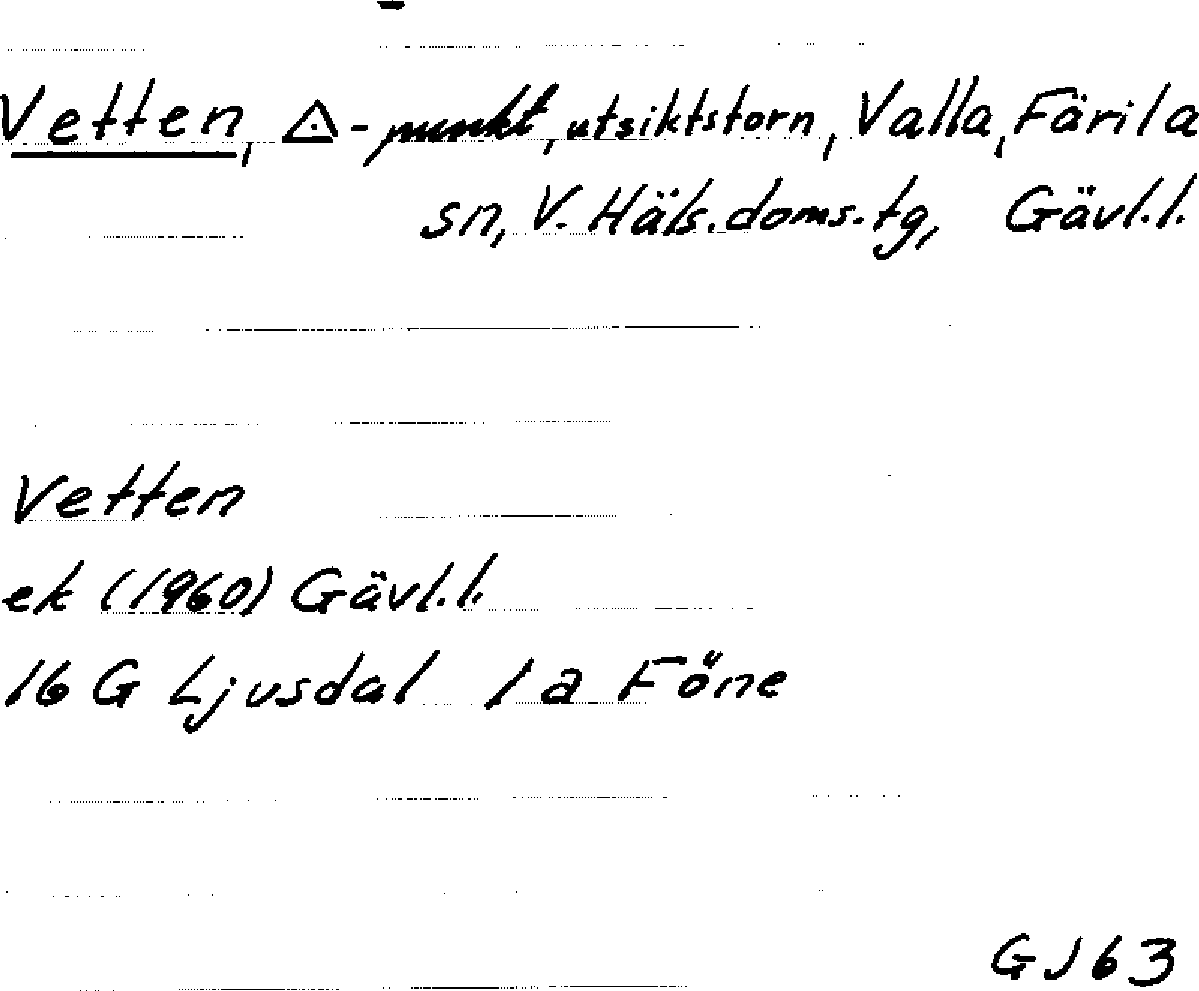 Vetten, △-punkt, utsiktstorn, Valla, Färila
sn, V. Häls. doms. tg, Gävl.l.
Vetten
ek (1960) Gävl.l.
16 G Ljusdal 1 a Föne
GJ63